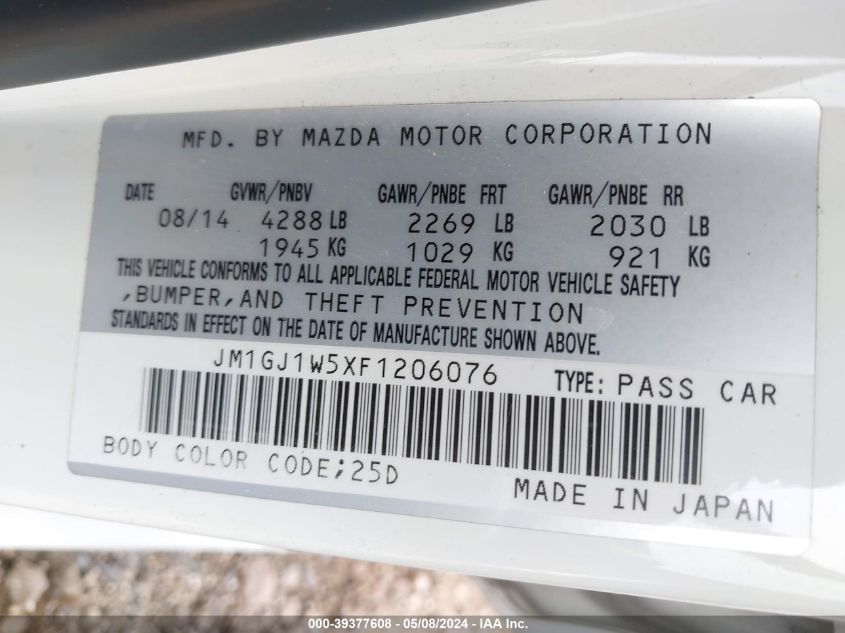 MFD. BY MAZDA MOTOR CORPORATION
DATE GVWR/PNBV GAWR/PNBE FRT GAWR/PNBE RR
08/14 4288 LB 2269 LB 2030 LB
1945 KG 1029 KG 921 KG
THIS VEHICLE CONFORMS TO ALL APPLICABLE FEDERAL MOTOR VEHICLE SAFETY
,BUMPER,AND THEFT PREVENTION
STANDARDS IN EFFECT ON THE DATE OF MANUFACTURE SHOWN ABOVE.
JM1GJ1W5XF1206076 TYPE: PASS CAR
BODY COLOR CODE;25D
MADE IN JAPAN
000-39377608 - 05/08/2024 - IAA Inc.